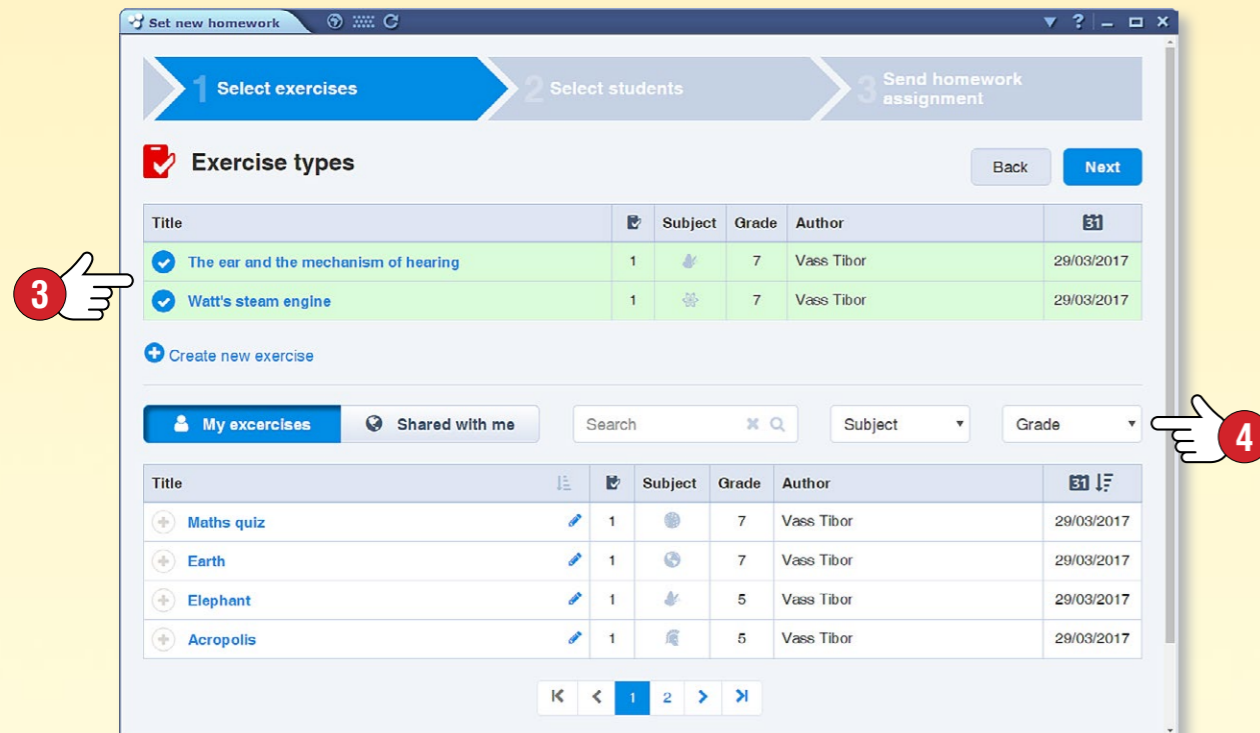 Set new homework
1 Select exercises 2 Select students 3 Send homework
assignment
Exercise types Back Next
Title Subject Grade Author 31
The ear and the mechanism of hearing 1 7 Vass Tibor 29/03/2017
Watt's steam engine 1 7 Vass Tibor 29/03/2017
3
Create new exercise
My excercises Shared with me Search Subject Grade
4
Title Subject Grade Author 31
Maths quiz 1 7 Vass Tibor 29/03/2017
Earth 1 7 Vass Tibor 29/03/2017
Elephant 1 5 Vass Tibor 29/03/2017
Acropolis 1 5 Vass Tibor 29/03/2017
1 2